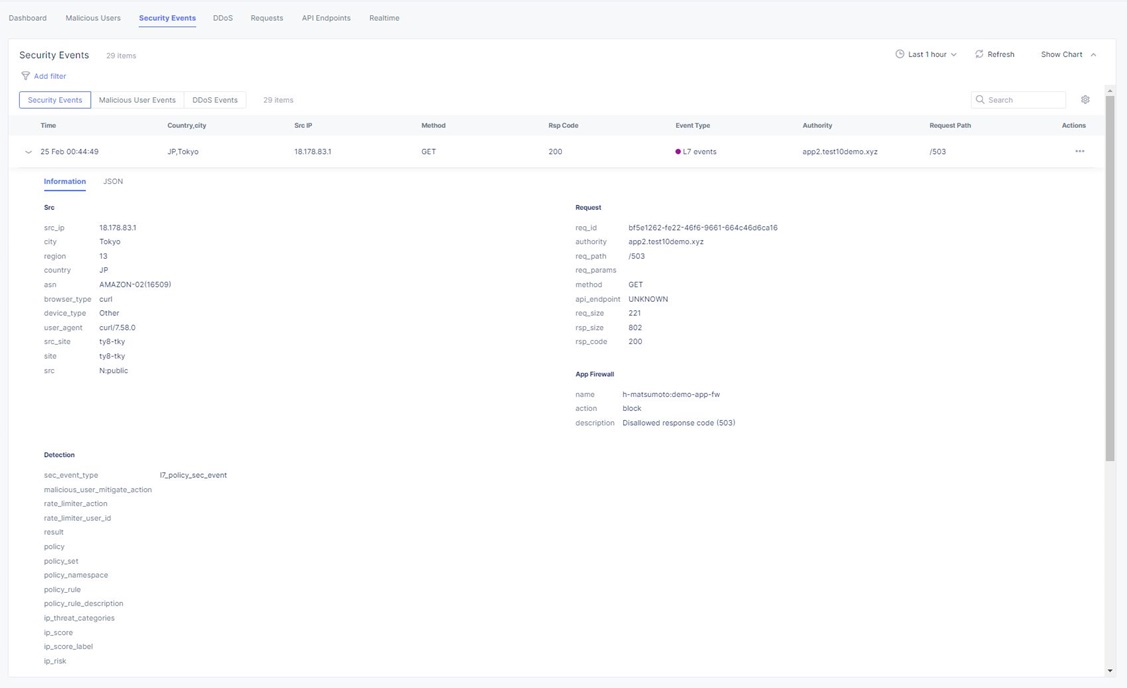 Dashboard Malicious Users Security Events DDoS Requests API Endpoints Realtime
Security Events 29 items Last 1 hour Refresh Show Chart
Add filter
Security Events Malicious User Events DDoS Events 29 items Search
Time Country,city Src IP Method Rsp Code Event Type Authority Request Path Actions
25 Feb 00:44:49 JP,Tokyo 18.178.83.1 GET 200 L7 events app2.test10demo.xyz /503
Information JSON
Src
src_ip 18.178.83.1
city Tokyo
region 13
country JP
asn AMAZON-02(16509)
browser_type curl
device_type Other
user_agent curl/7.58.0
src_site ty8-tky
site ty8-tky
src N:public
Request
req_id bf5e1262-fe22-46f6-9661-664c46d6ca16
authority app2.test10demo.xyz
req_path /503
req_params
method GET
api_endpoint UNKNOWN
req_size 221
rsp_size 802
rsp_code 200
App Firewall
name h-matsumoto:demo-app-fw
action block
description Disallowed response code (503)
Detection
sec_event_type l7_policy_sec_event
malicious_user_mitigate_action
rate_limiter_action
rate_limiter_user_id
result
policy
policy_set
policy_namespace
policy_rule
policy_rule_description
ip_threat_categories
ip_score
ip_score_label
ip_risk